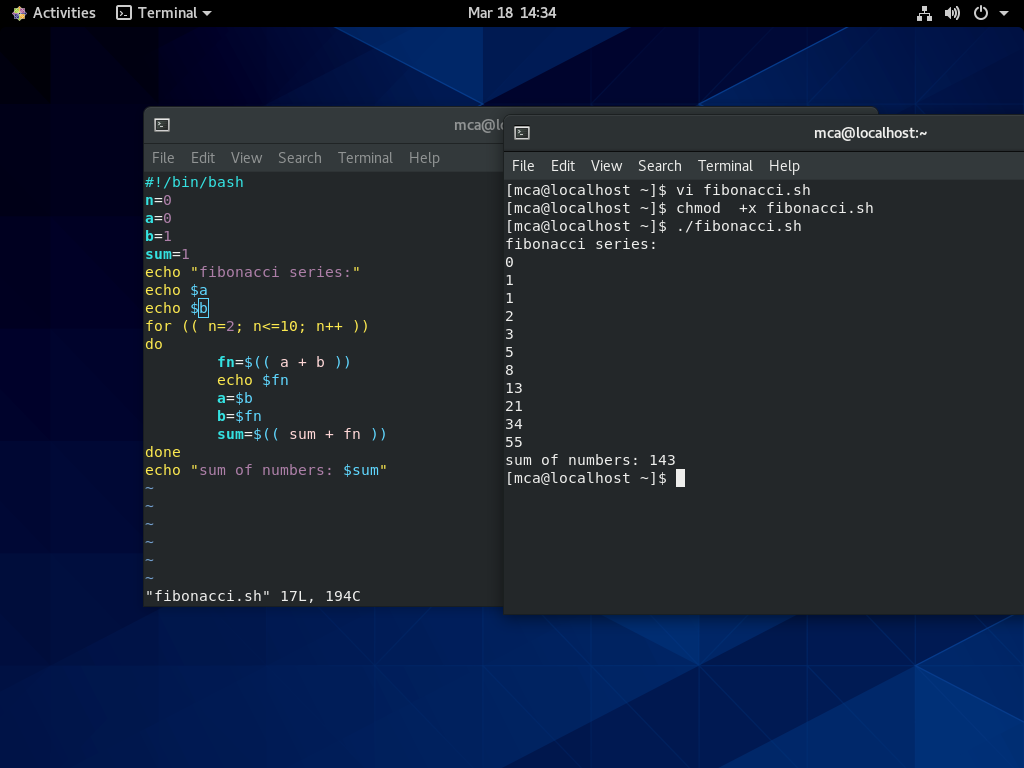 Activities Terminal Mar 18 14:34
mca@lo
File Edit View Search Terminal Help
#!/bin/bash
n=0
a=0
b=1
sum=1
echo "fibonacci series:"
echo $a
echo $b
for (( n=2; n<=10; n++ ))
do
        fn=$(( a + b ))
        echo $fn
        a=$b
        b=$fn
        sum=$(( sum + fn ))
done
echo "sum of numbers: $sum"
~
~
~
~
~
~
"fibonacci.sh" 17L, 194C
mca@localhost:~
File Edit View Search Terminal Help
[mca@localhost ~]$ vi fibonacci.sh
[mca@localhost ~]$ chmod  +x fibonacci.sh
[mca@localhost ~]$ ./fibonacci.sh
fibonacci series:
0
1
1
2
3
5
8
13
21
34
55
sum of numbers: 143
[mca@localhost ~]$